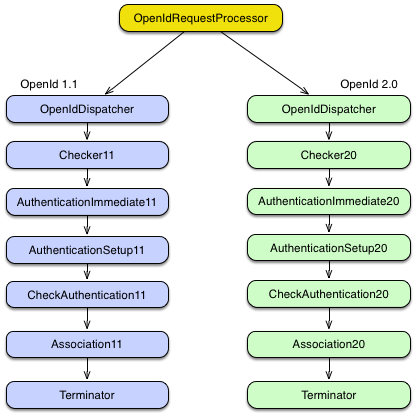 OpenIdRequestProcessor
OpenId 1.1
OpenId 2.0
OpenIdDispatcher
OpenIdDispatcher
Checker11
Checker20
AuthenticationImmediate11
AuthenticationImmediate20
AuthenticationSetup11
AuthenticationSetup20
CheckAuthentication11
CheckAuthentication20
Association11
Association20
Terminator
Terminator